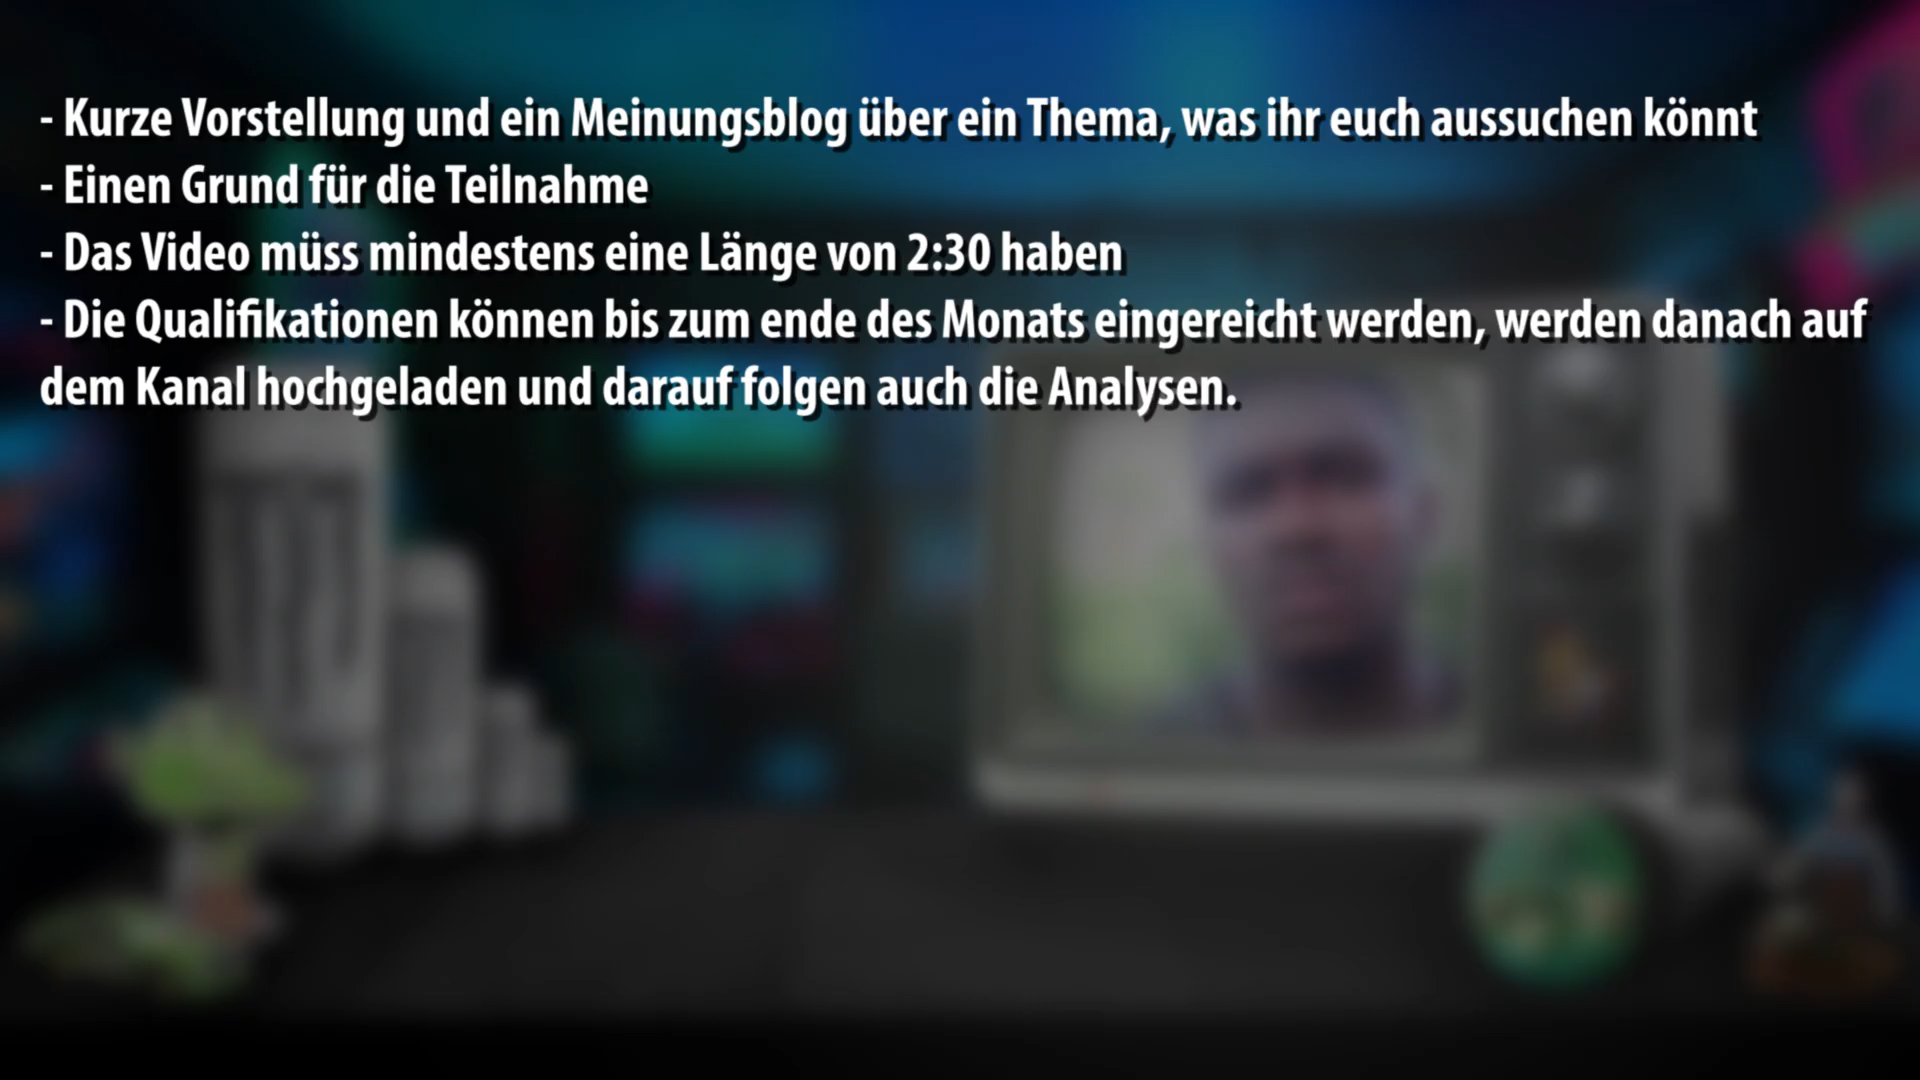 - Kurze Vorstellung und ein Meinungsblog über ein Thema, was ihr euch aussuchen könnt
- Einen Grund für die Teilnahme
- Das Video müss mindestens eine Länge von 2:30 haben
- Die Qualifikationen können bis zum ende des Monats eingereicht werden, werden danach auf
dem Kanal hochgeladen und darauf folgen auch die Analysen.